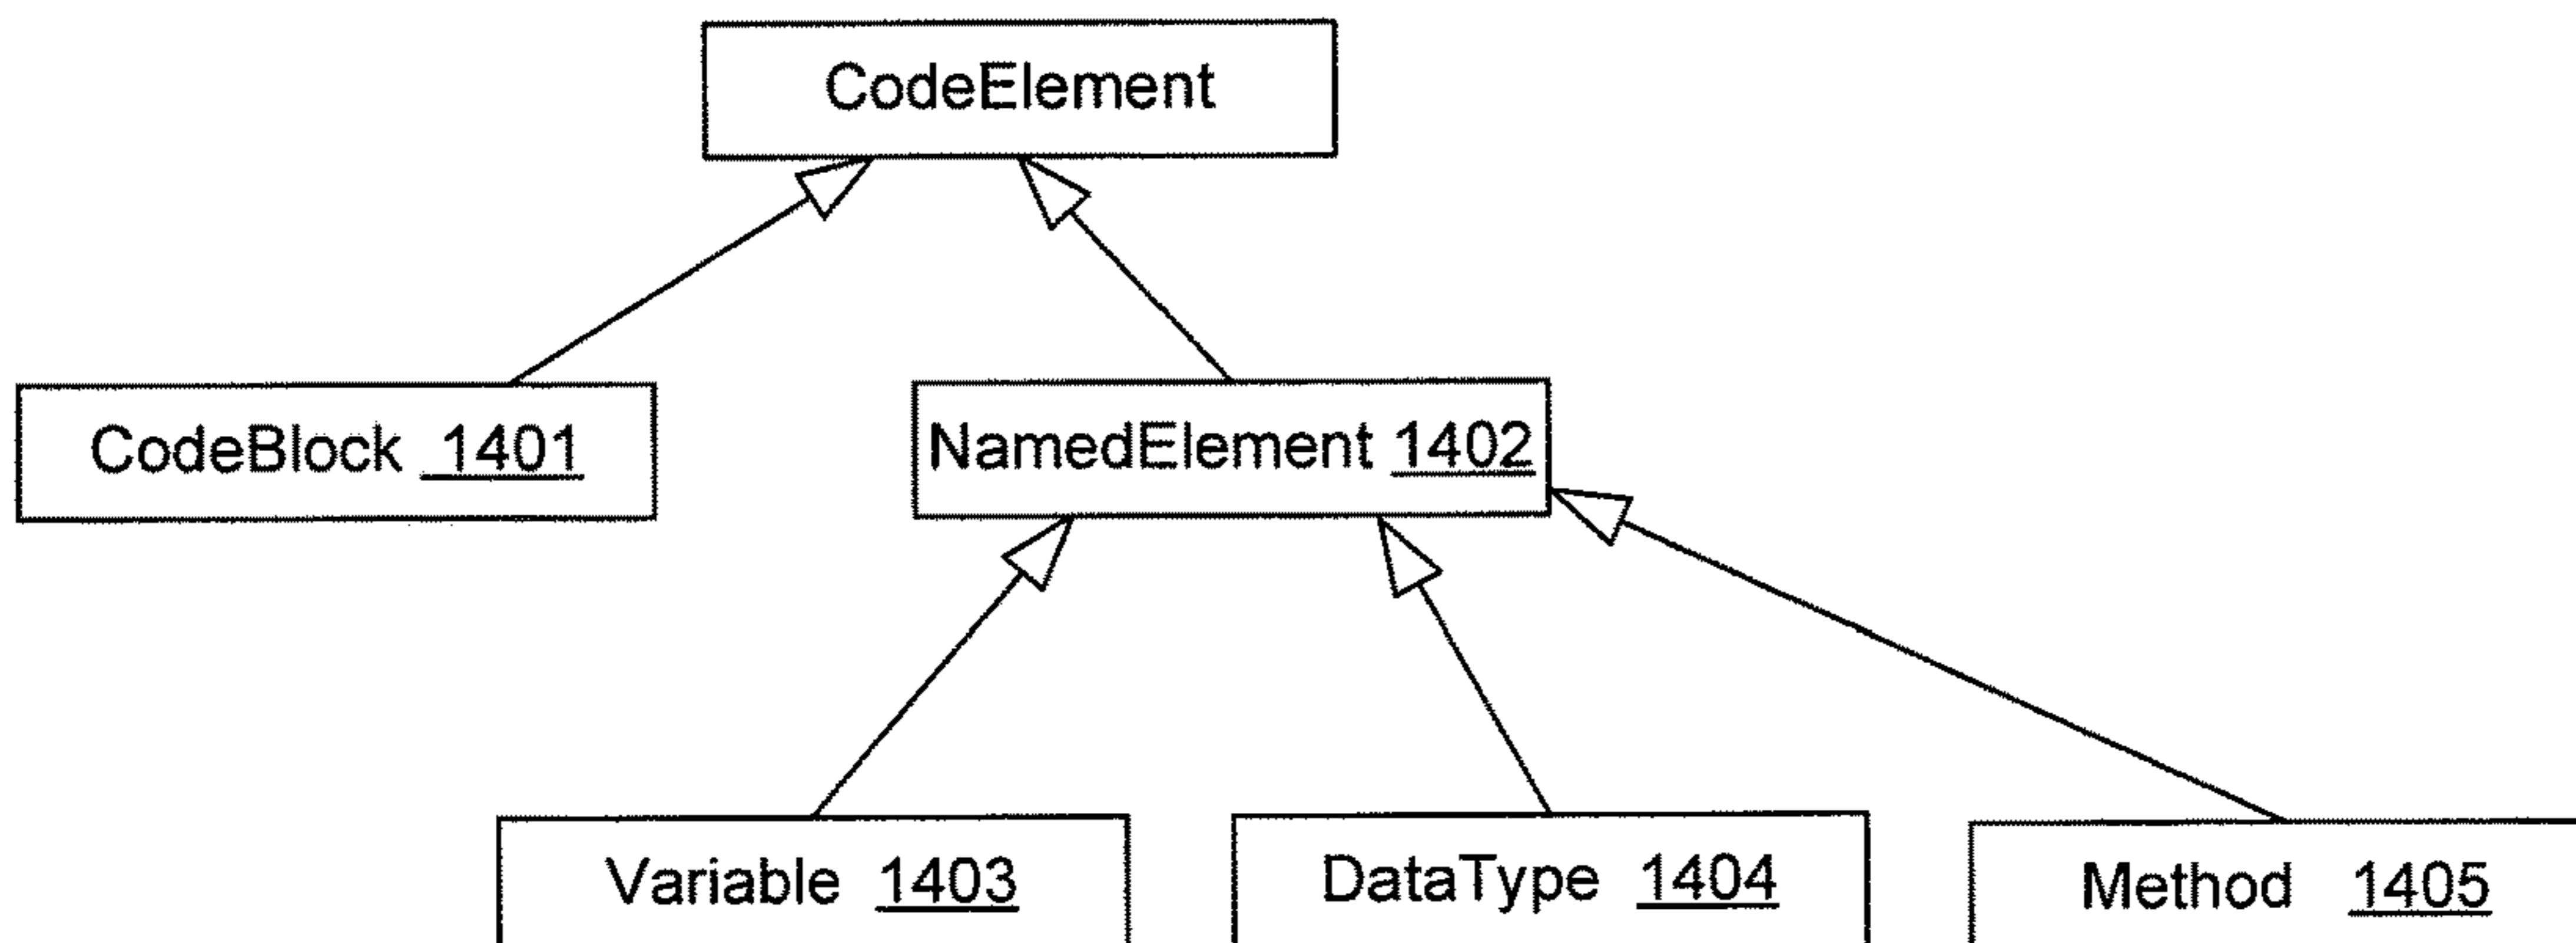 CodeElement
CodeBlock 1401
NamedElement 1402
Variable 1403
DataType 1404
Method 1405